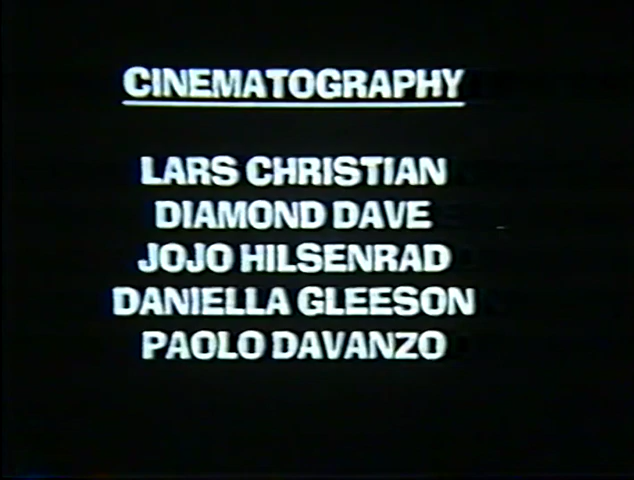 CINEMATOGRAPHY
LARS CHRISTIAN
DIAMOND DAVE
JOJO HILSENRAD
DANIELLA GLEESON
PAOLO DAVANZO